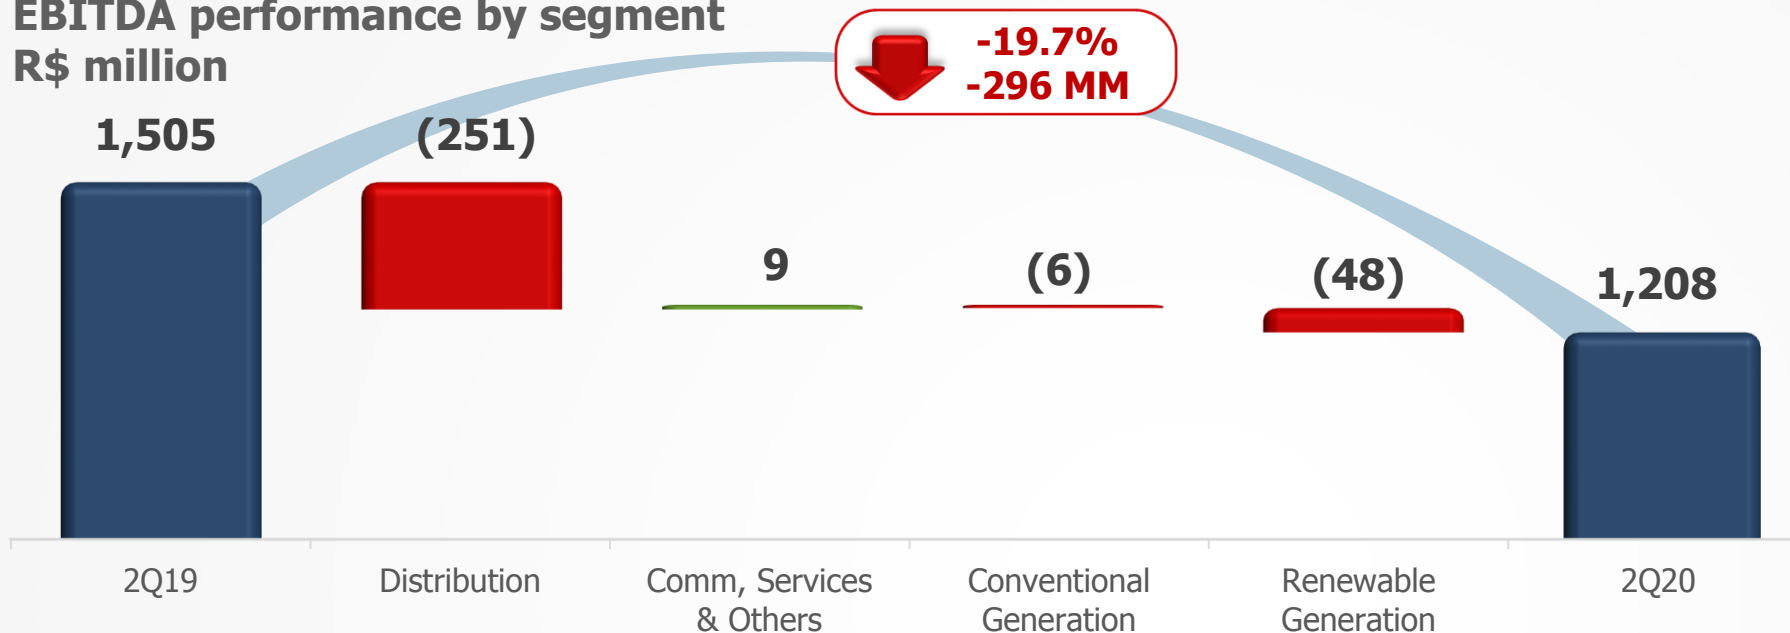 EBITDA performance by segment
R$ million
-19.7%
-296 MM
1,505
(251)
9
(6)
(48)
1,208
2Q19
Distribution
Comm, Services
& Others
Conventional
Generation
Renewable
Generation
2Q20